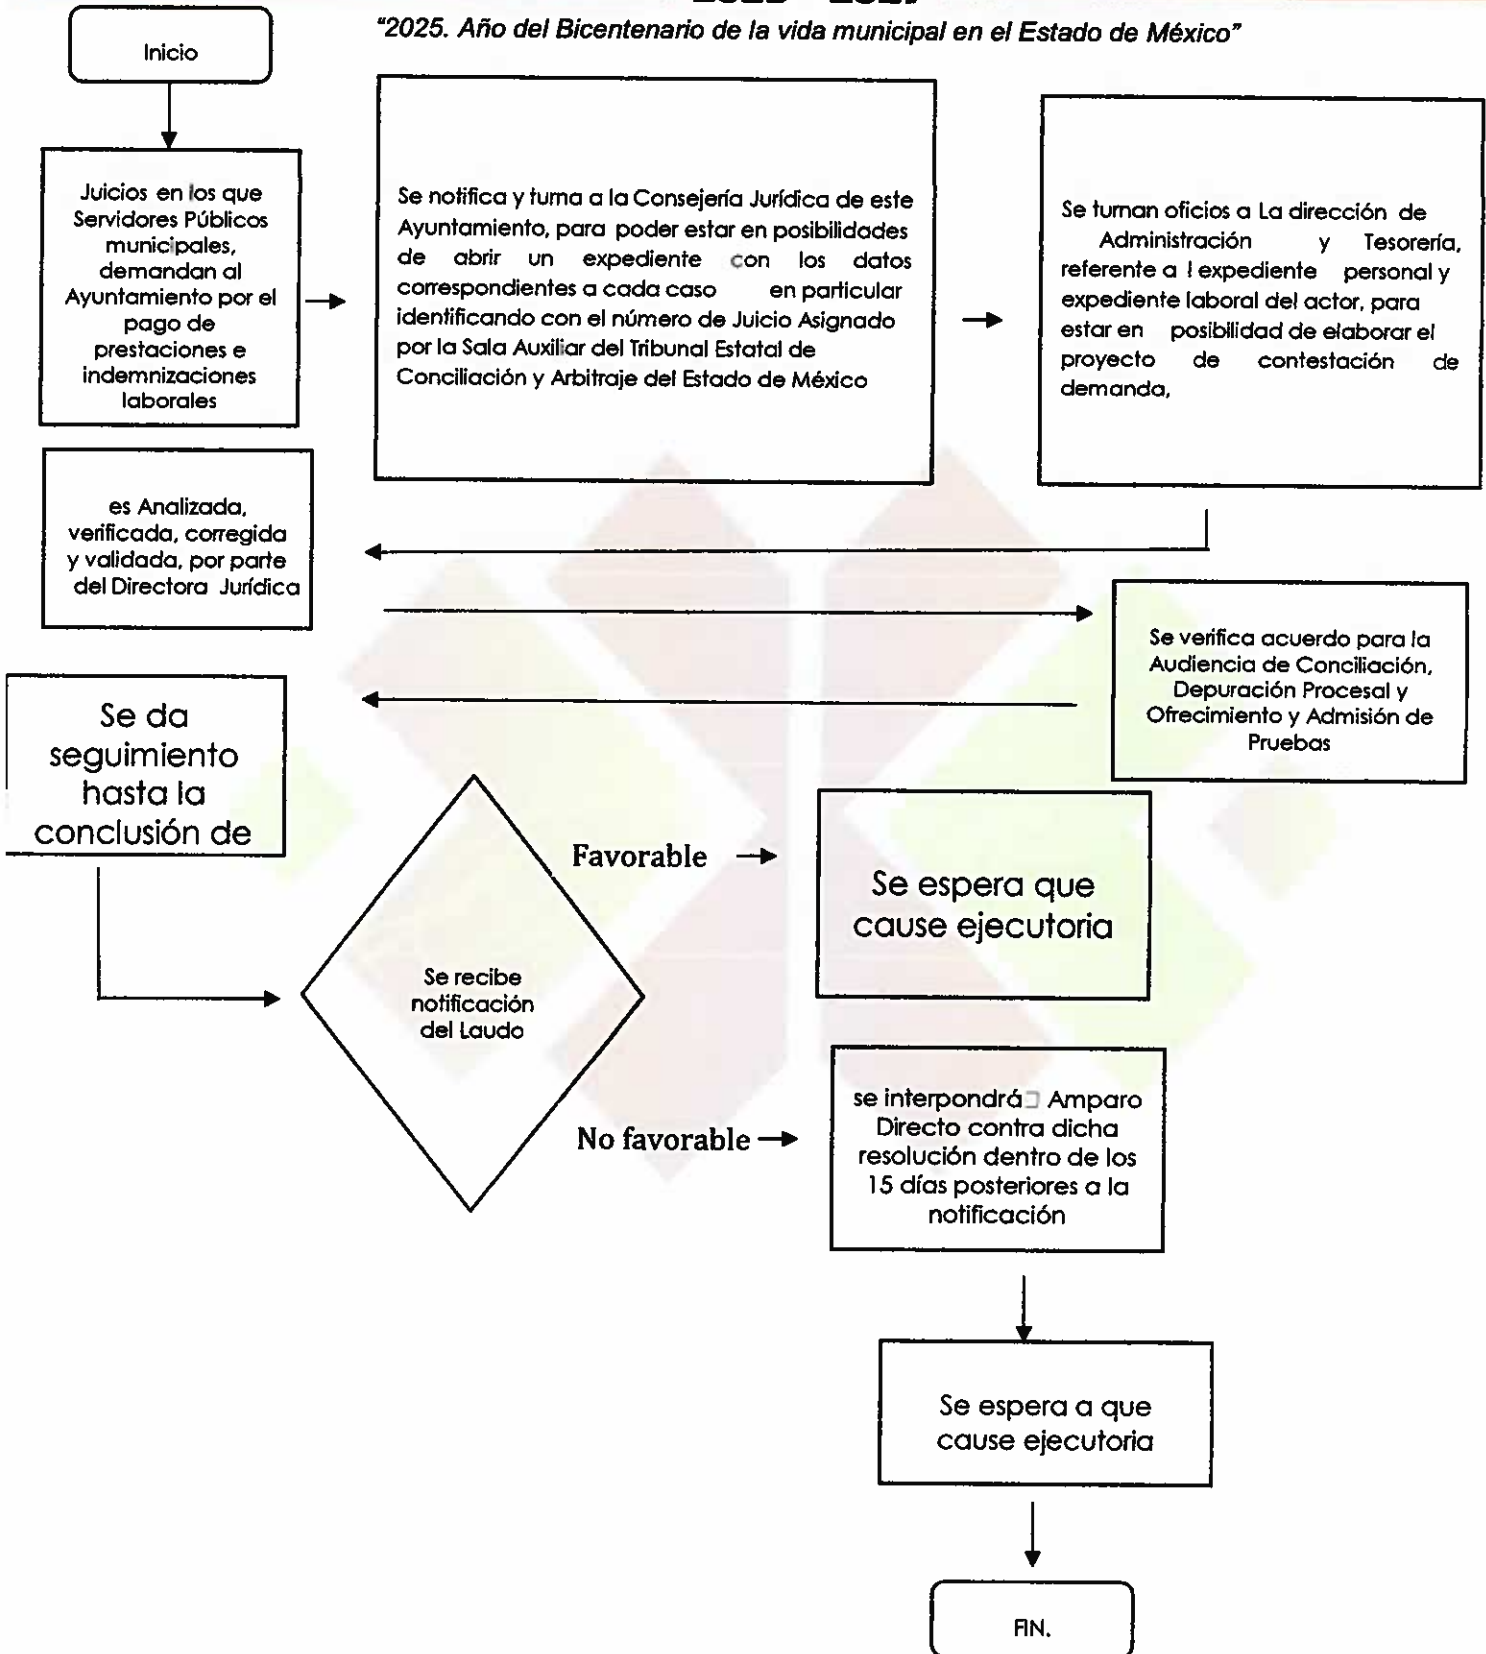 "2025. Año del Bicentenario de la vida municipal en el Estado de México"
Inicio
Juicios en los que
Servidores Públicos
municipales,
demandan al
Ayuntamiento por el
pago de
prestaciones e
indemnizaciones
laborales
Se notifica y turna a la Consejería Jurídica de este
Ayuntamiento, para poder estar en posibilidades
de abrir un expediente con los datos
correspondientes a cada caso en particular
identificando con el número de Juicio Asignado
por la Sala Auxiliar del Tribunal Estatal de
Conciliación y Arbitraje del Estado de México
Se turnan oficios a La dirección de
Administración y Tesorería,
referente a l expediente personal y
expediente laboral del actor, para
estar en posibilidad de elaborar el
proyecto de contestación de
demanda,
es Analizada,
verificada, corregida
y validada, por parte
del Directora Jurídica
Se verifica acuerdo para la
Audiencia de Conciliación,
Depuración Procesal y
Ofrecimiento y Admisión de
Pruebas
Se da
seguimiento
hasta la
conclusión de
Se recibe
notificación
del Laudo
Favorable
Se espera que
cause ejecutoria
No favorable
se interpondrá Amparo
Directo contra dicha
resolución dentro de los
15 días posteriores a la
notificación
Se espera a que
cause ejecutoria
FIN.